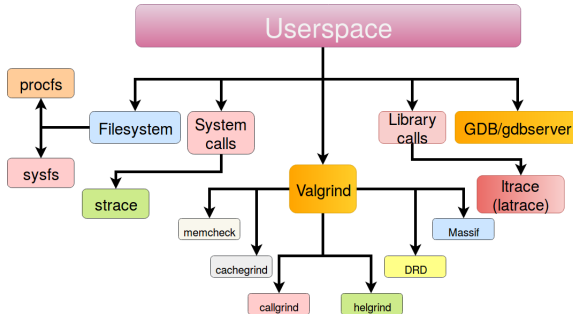 Userspace
procfs
Filesystem
System
calls
Library
calls
GDB/gdbserver
sysfs
strace
Valgrind
ltrace
(latrace)
memcheck
Massif
cachegrind
DRD
callgrind
helgrind